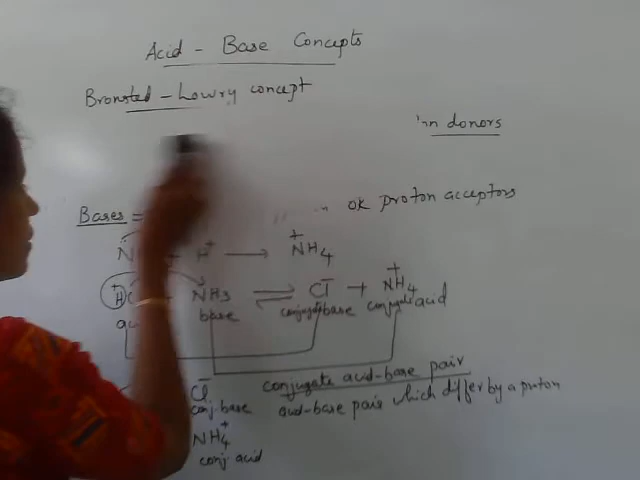 Acid - Base Concepts
Bronsted - Lowry concept
donors
Bases =
ok proton acceptors
N + H⁺ → ⁺NH4
⁺H + NH3 ⇌ Cl⁻ + ⁺NH4
base conjugate base conjugate acid
Cl⁻ conjugate acid-base pair
conj. base acid-base pair which differ by a proton
NH4⁺
conj acid